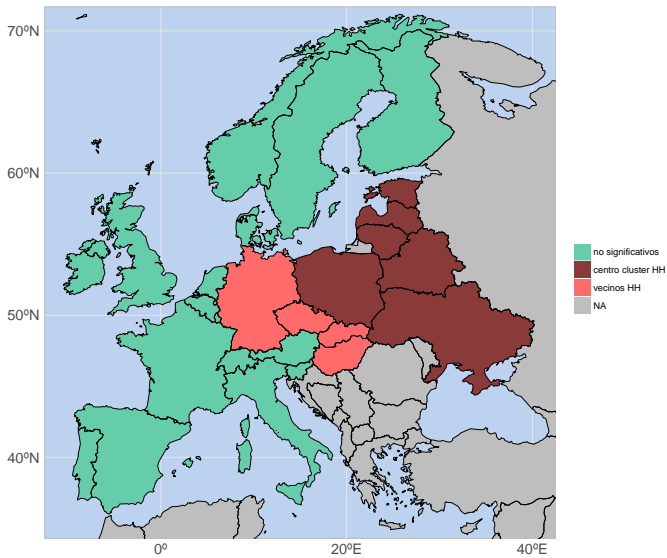 70ºN
60ºN
50ºN
40ºN
0º
20ºE
40ºE
no significativos
centro cluster HH
vecinos HH
NA